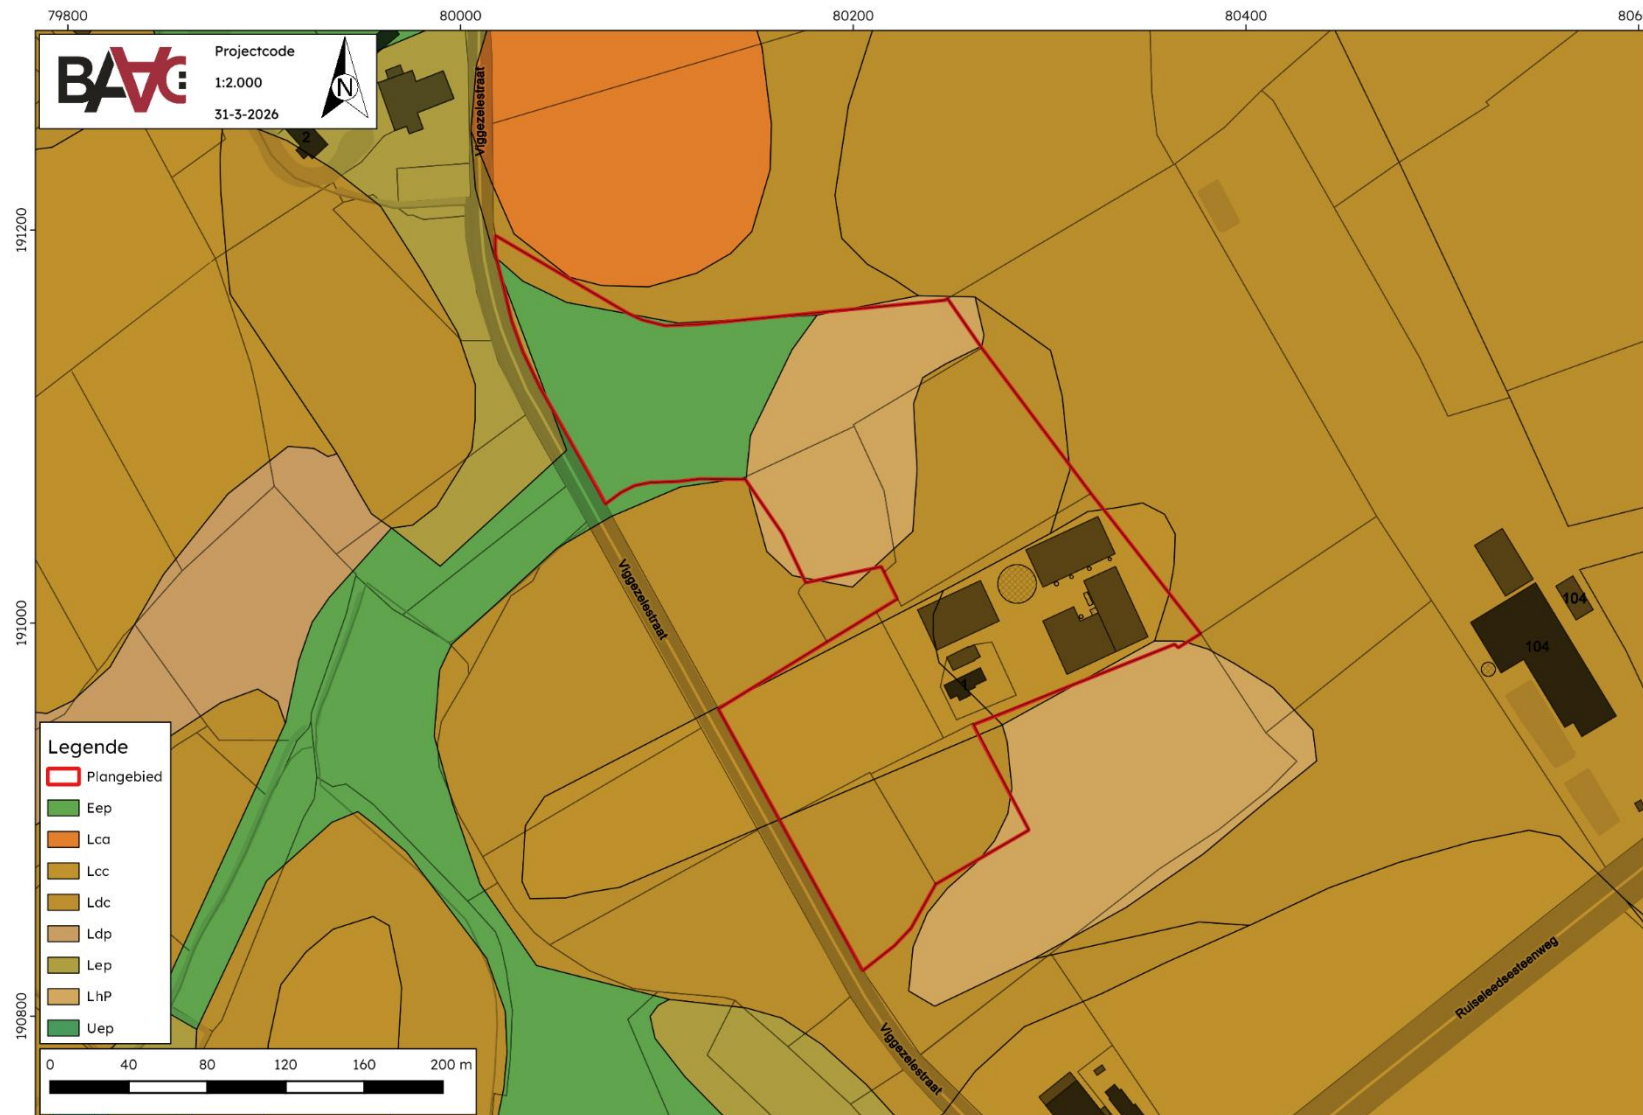 79800 80000 80200 80400 806
BAAC
Projectcode
1:2.000
31-3-2026
N
2
Viggezelestraat
191200
191000
190800
Viggezelestraat
104
104
1
Legende
Plangebied
Eep
Lca
Lcc
Ldc
Ldp
Lep
LhP
Uep
Ruiseleedsesteenweg
Viggezelestraat
0 40 80 120 160 200 m